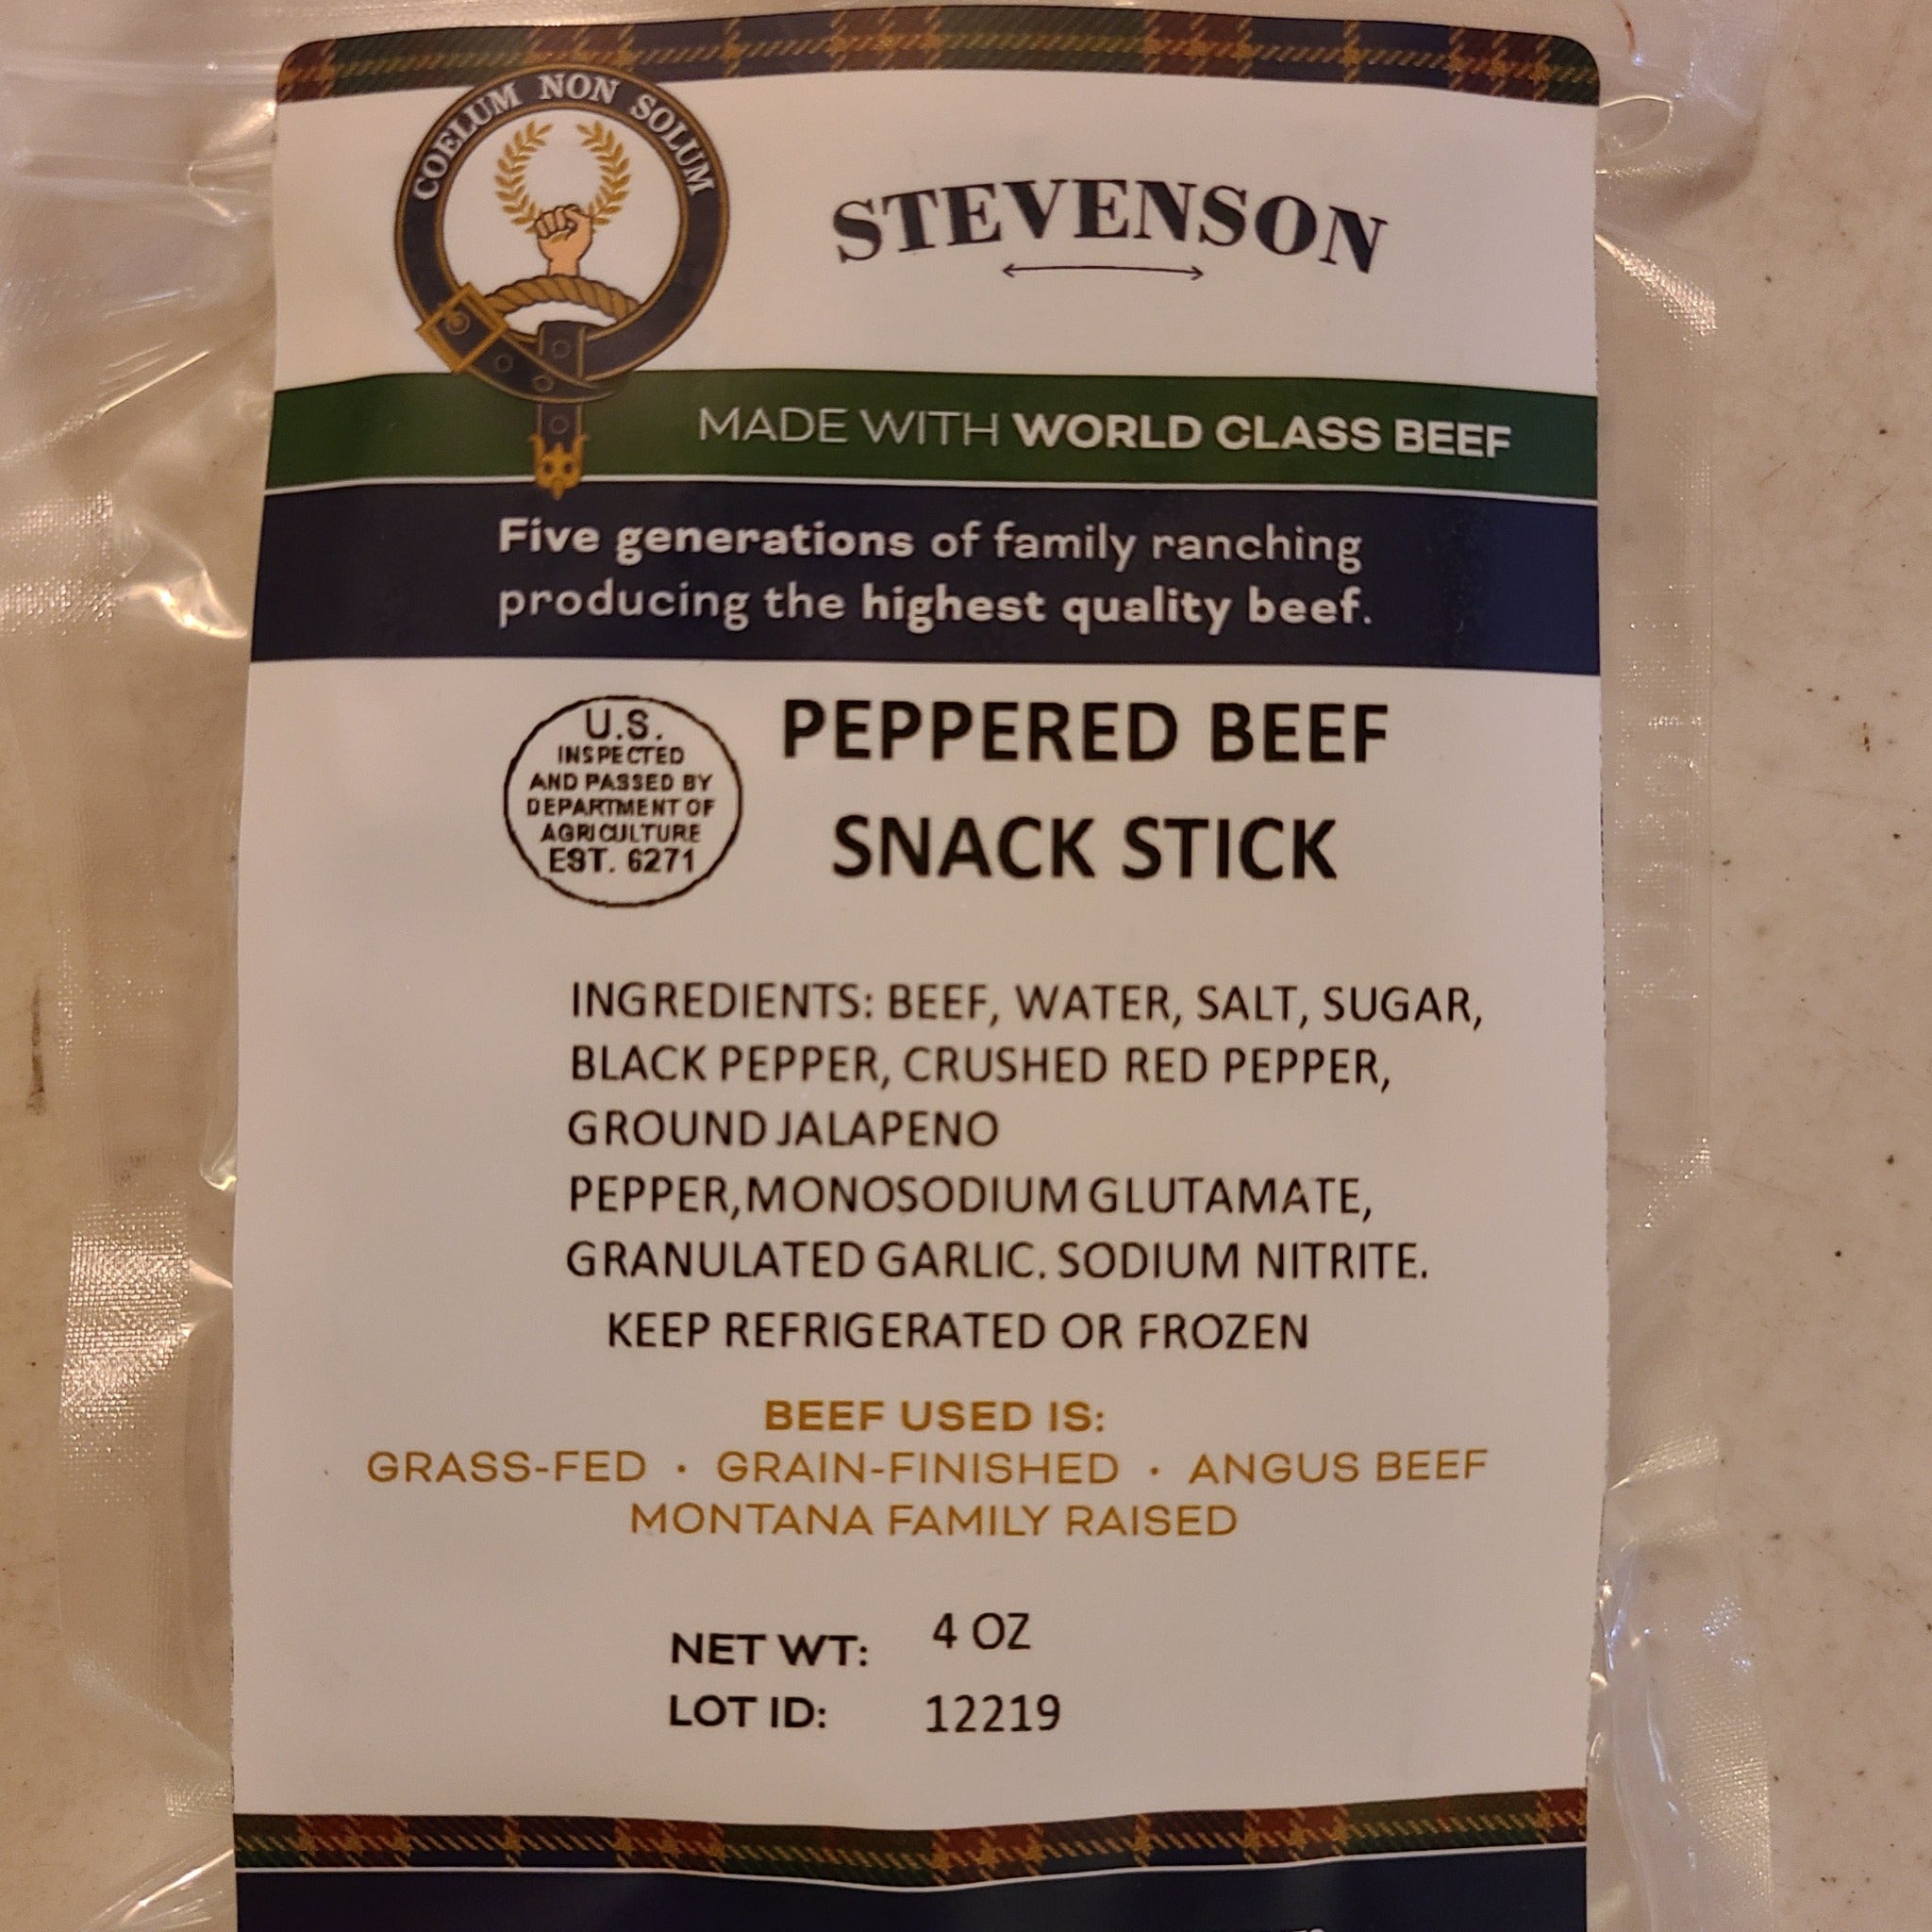 COELUM NON SOLUM
STEVENSON
MADE WITH WORLD CLASS BEEF
Five generations of family ranching
producing the highest quality beef.
U.S.
INSPECTED
AND PASSED BY
DEPARTMENT OF
AGRICULTURE
EST. 6271
PEPPERED BEEF
SNACK STICK
INGREDIENTS: BEEF, WATER, SALT, SUGAR,
BLACK PEPPER, CRUSHED RED PEPPER,
GROUND JALAPENO
PEPPER,MONOSODIUM GLUTAMATE,
GRANULATED GARLIC. SODIUM NITRITE.
KEEP REFRIGERATED OR FROZEN
BEEF USED IS:
GRASS-FED · GRAIN-FINISHED · ANGUS BEEF
MONTANA FAMILY RAISED
NET WT: 4 OZ
LOT ID: 12219